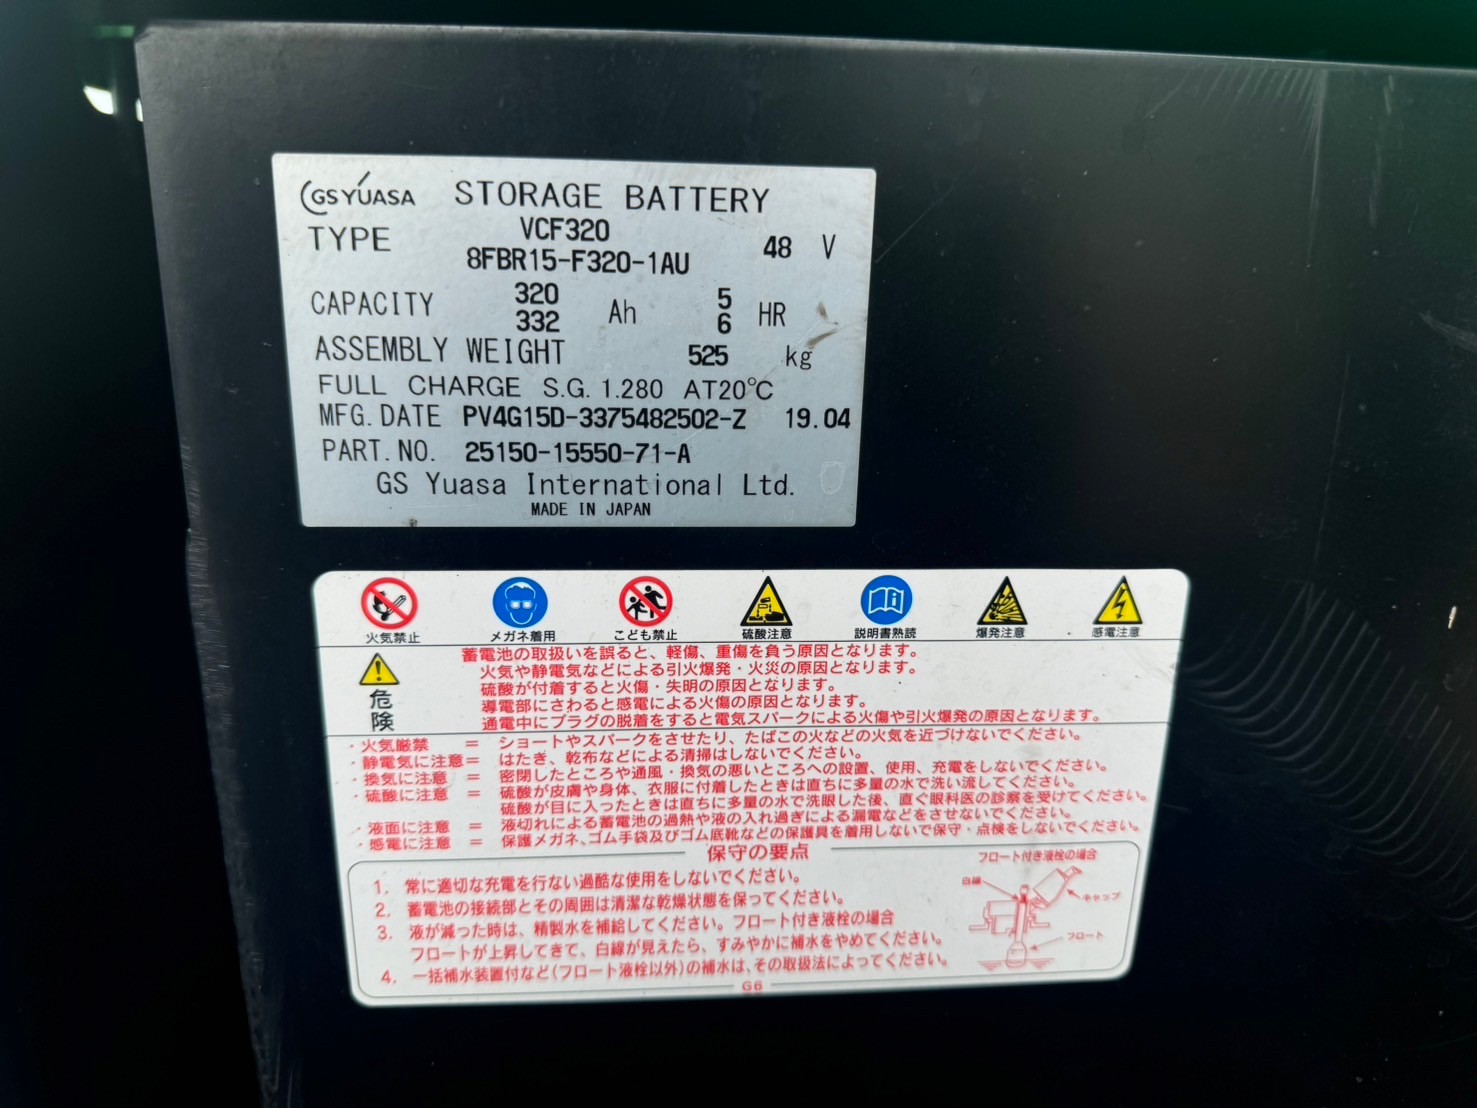 GS YUASA STORAGE BATTERY
TYPE VCF320 48 V
8FBR15-F320-1AU
CAPACITY 320 Ah 5 HR
332 6
ASSEMBLY WEIGHT 525 kg
FULL CHARGE S.G. 1.280 AT20℃
MFG. DATE PV4G15D-3375482502-Z 19.04
PART. NO. 25150-15550-71-A
GS Yuasa International Ltd.
MADE IN JAPAN
火気禁止 メガネ着用 こども禁止 硫酸注意 説明書熟読 爆発注意 感電注意
危険
蓄電池の取扱いを誤ると、軽傷、重傷を負う原因となります。
火気や静電気などによる引火爆発・火災の原因となります。
硫酸が付着すると火傷・失明の原因となります。
導電部にさわると感電による火傷の原因となります。
通電中にプラグの脱着をすると電気スパークによる火傷や引火爆発の原因となります。
・火気厳禁 = ショートやスパークをさせたり、たばこの火などの火気を近づけないでください。
・静電気に注意= はたき、乾布などによる清掃はしないでください。
・換気に注意 = 密閉したところや通風・換気の悪いところへの設置、使用、充電をしないでください。
・硫酸に注意 = 硫酸が皮膚や身体、衣服に付着したときは直ちに多量の水で洗い流してください。
硫酸が目に入ったときは直ちに多量の水で洗眼した後、直ぐ眼科医の診察を受けてください。
・液面に注意 = 液切れによる蓄電池の過熱や液の入れ過ぎによる漏電などをさせないでください。
・感電に注意 = 保護メガネ、ゴム手袋及びゴム底靴などの保護具を着用しないで保守・点検をしないでください。
保守の要点
1. 常に適切な充電を行ない過酷な使用をしないでください。
2. 蓄電池の接続部とその周囲は清潔な乾燥状態を保ってください。
3. 液が減った時は、精製水を補給してください。フロート付き液栓の場合
フロートが上昇してきて、白線が見えたら、すみやかに補水をやめてください。
4. 一括補水装置付など(フロート液栓以外)の補水は、その取扱法によってください。
フロート付き液栓の場合
白線
キャップ
フロート
G6